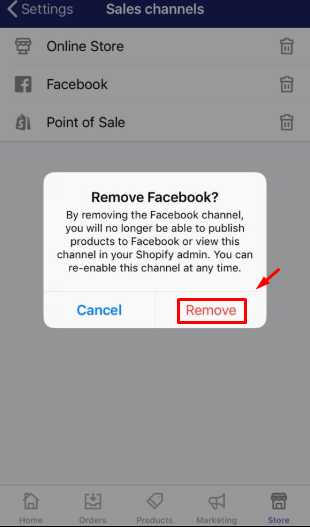 Settings Sales channels
Online Store
Facebook
Point of Sale
Remove Facebook?
By removing the Facebook channel,
you will no longer be able to publish
products to Facebook or view this
channel in your Shopify admin. You can
re-enable this channel at any time.
Cancel Remove
Home Orders Products Marketing Store